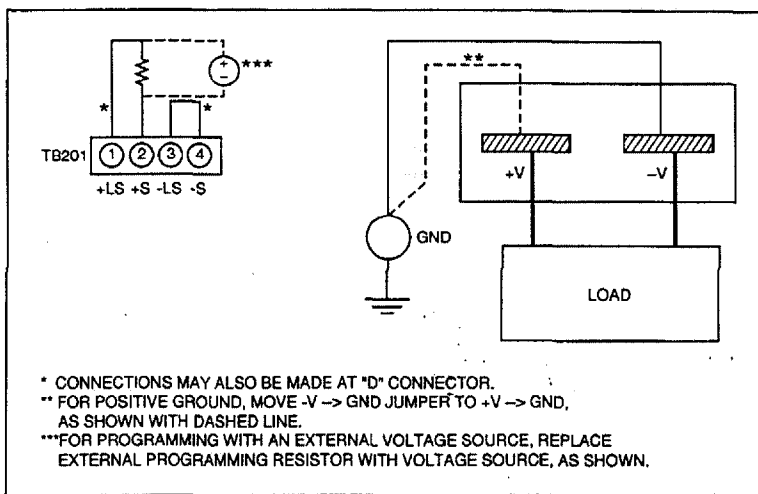 +
−
***
*
*
TB201
1 2 3 4
+LS +S -LS -S
**
+V
−V
GND
LOAD
* CONNECTIONS MAY ALSO BE MADE AT "D" CONNECTOR.
** FOR POSITIVE GROUND, MOVE -V --> GND JUMPER TO +V --> GND,
AS SHOWN WITH DASHED LINE.
***FOR PROGRAMMING WITH AN EXTERNAL VOLTAGE SOURCE, REPLACE
EXTERNAL PROGRAMMING RESISTOR WITH VOLTAGE SOURCE, AS SHOWN.